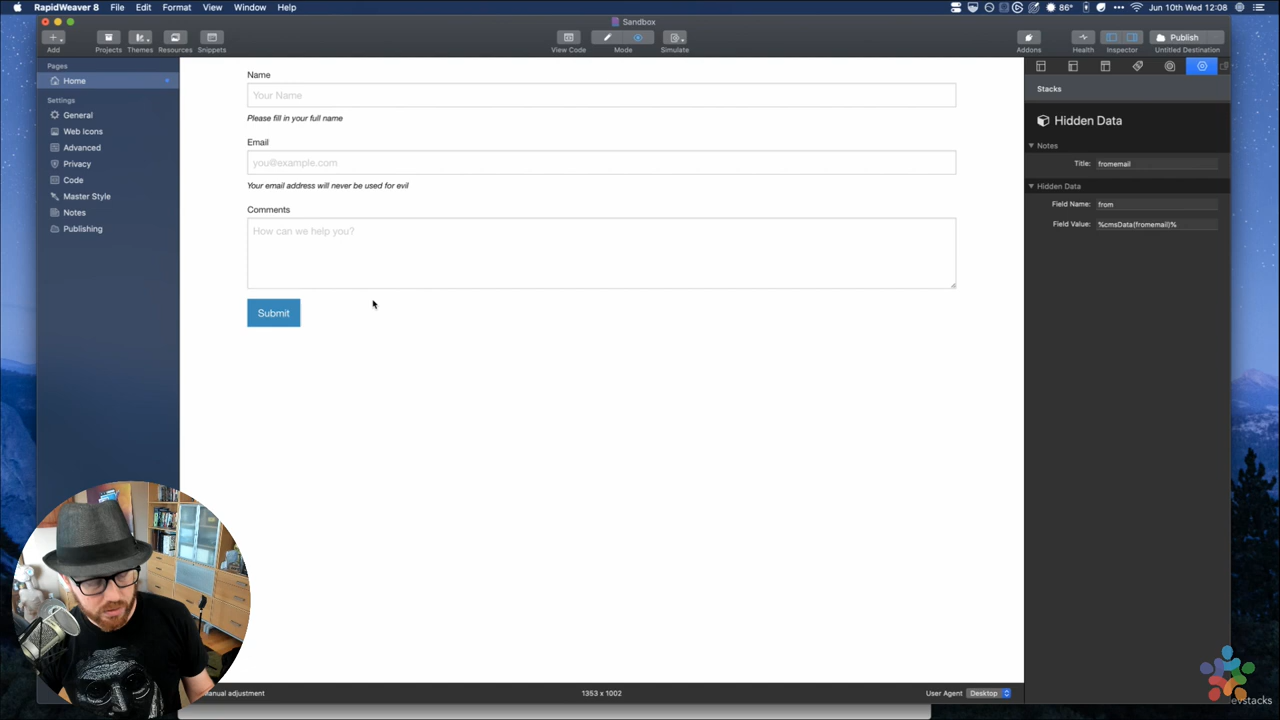 RapidWeaver 8 File Edit Format View Window Help 86° Jun 10th Wed 12:08
Sandbox
Add Projects Themes Resources Snippets View Code Mode Simulate Addons Health Inspector Publish
Untitled Destination
Pages
Home
Settings
General
Web Icons
Advanced
Privacy
Code
Master Style
Notes
Publishing
Name
Your Name
Please fill in your full name
Email
you@example.com
Your email address will never be used for evil
Comments
How can we help you?
Submit
Stacks
Hidden Data
Notes
Title: fromemail
Hidden Data
Field Name: from
Field Value: %cmsData(fromemail)%
adjustment
1353 x 1002
User Agent Desktop
evstacks